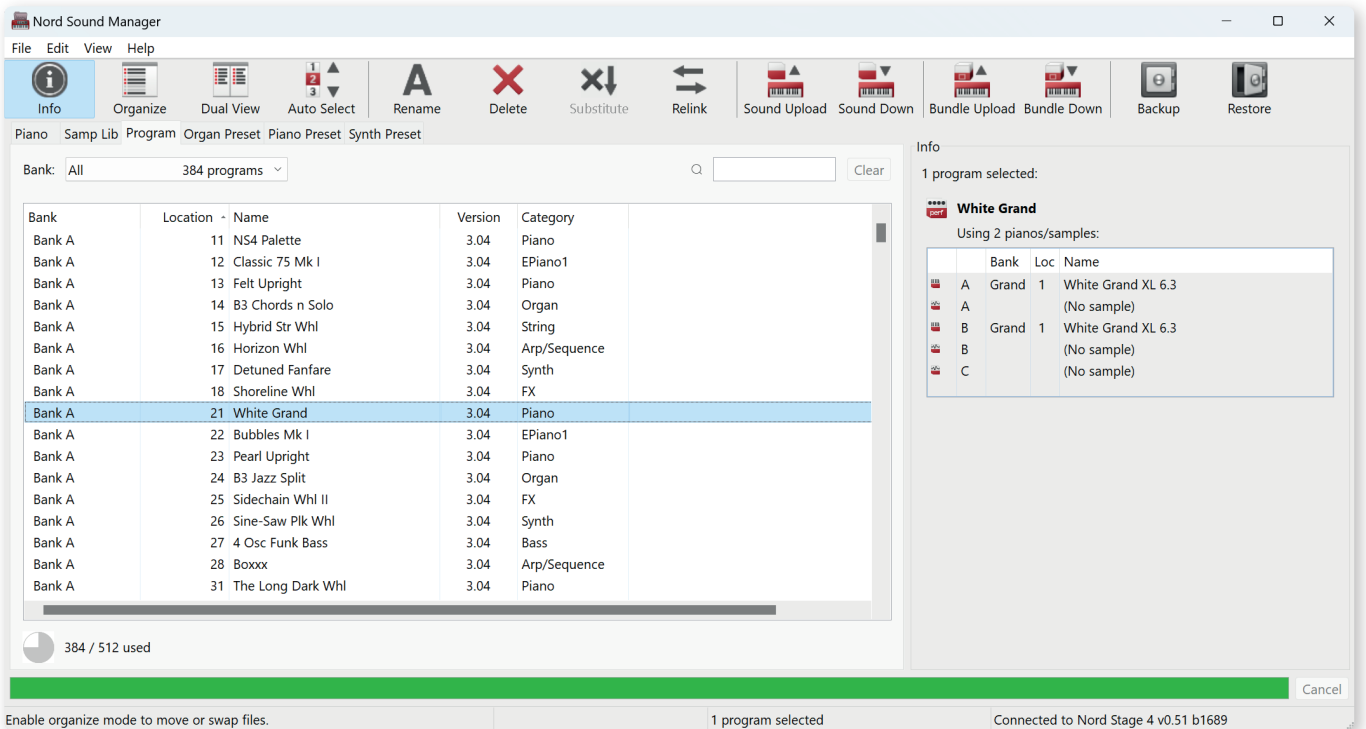 Nord Sound Manager
File Edit View Help
1 2 3
Info Organize Dual View Auto Select Rename Delete Substitute Relink Sound Upload Sound Down Bundle Upload Bundle Down Backup Restore
Piano Samp Lib Program Organ Preset Piano Preset Synth Preset
Bank: All 384 programs Clear
Bank Location Name Version Category
Bank A 11 NS4 Palette 3.04 Piano
Bank A 12 Classic 75 Mk I 3.04 EPiano1
Bank A 13 Felt Upright 3.04 Piano
Bank A 14 B3 Chords n Solo 3.04 Organ
Bank A 15 Hybrid Str Whl 3.04 String
Bank A 16 Horizon Whl 3.04 Arp/Sequence
Bank A 17 Detuned Fanfare 3.04 Synth
Bank A 18 Shoreline Whl 3.04 FX
Bank A 21 White Grand 3.04 Piano
Bank A 22 Bubbles Mk I 3.04 EPiano1
Bank A 23 Pearl Upright 3.04 Piano
Bank A 24 B3 Jazz Split 3.04 Organ
Bank A 25 Sidechain Whl II 3.04 FX
Bank A 26 Sine-Saw Plk Whl 3.04 Synth
Bank A 27 4 Osc Funk Bass 3.04 Bass
Bank A 28 Boxxx 3.04 Arp/Sequence
Bank A 31 The Long Dark Whl 3.04 Piano
384 / 512 used
Info
1 program selected:
perf White Grand
Using 2 pianos/samples:
Bank Loc Name
A Grand 1 White Grand XL 6.3
A (No sample)
B Grand 1 White Grand XL 6.3
B (No sample)
C (No sample)
Cancel
Enable organize mode to move or swap files. 1 program selected Connected to Nord Stage 4 v0.51 b1689